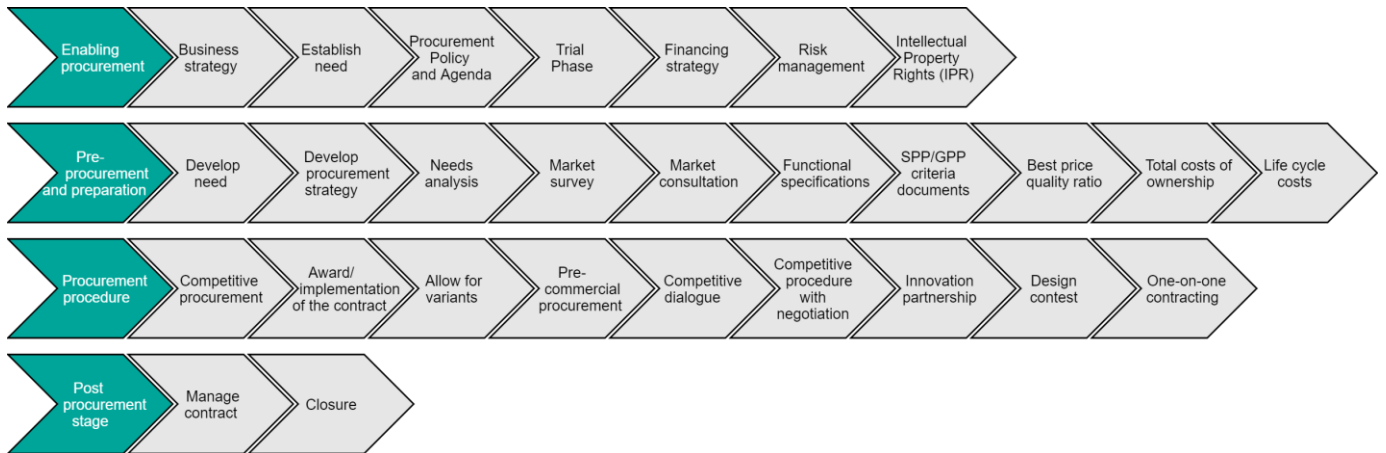 Enabling
procurement
Business
strategy
Establish
need
Procurement
Policy
and Agenda
Trial
Phase
Financing
strategy
Risk
management
Intellectual
Property
Rights (IPR)
Pre-
procurement
and preparation
Develop
need
Develop
procurement
strategy
Needs
analysis
Market
survey
Market
consultation
Functional
specifications
SPP/GPP
criteria
documents
Best price
quality ratio
Total costs of
ownership
Life cycle
costs
Procurement
procedure
Competitive
procurement
Award/
implementation
of the contract
Allow for
variants
Pre-
commercial
procurement
Competitive
dialogue
Competitive
procedure
with
negotiation
Innovation
partnership
Design
contest
One-on-one
contracting
Post
procurement
stage
Manage
contract
Closure